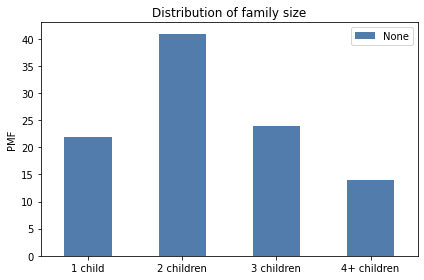 Distribution of family size
None
PMF
40
35
30
25
20
15
10
5
0
1 child
2 children
3 children
4+ children